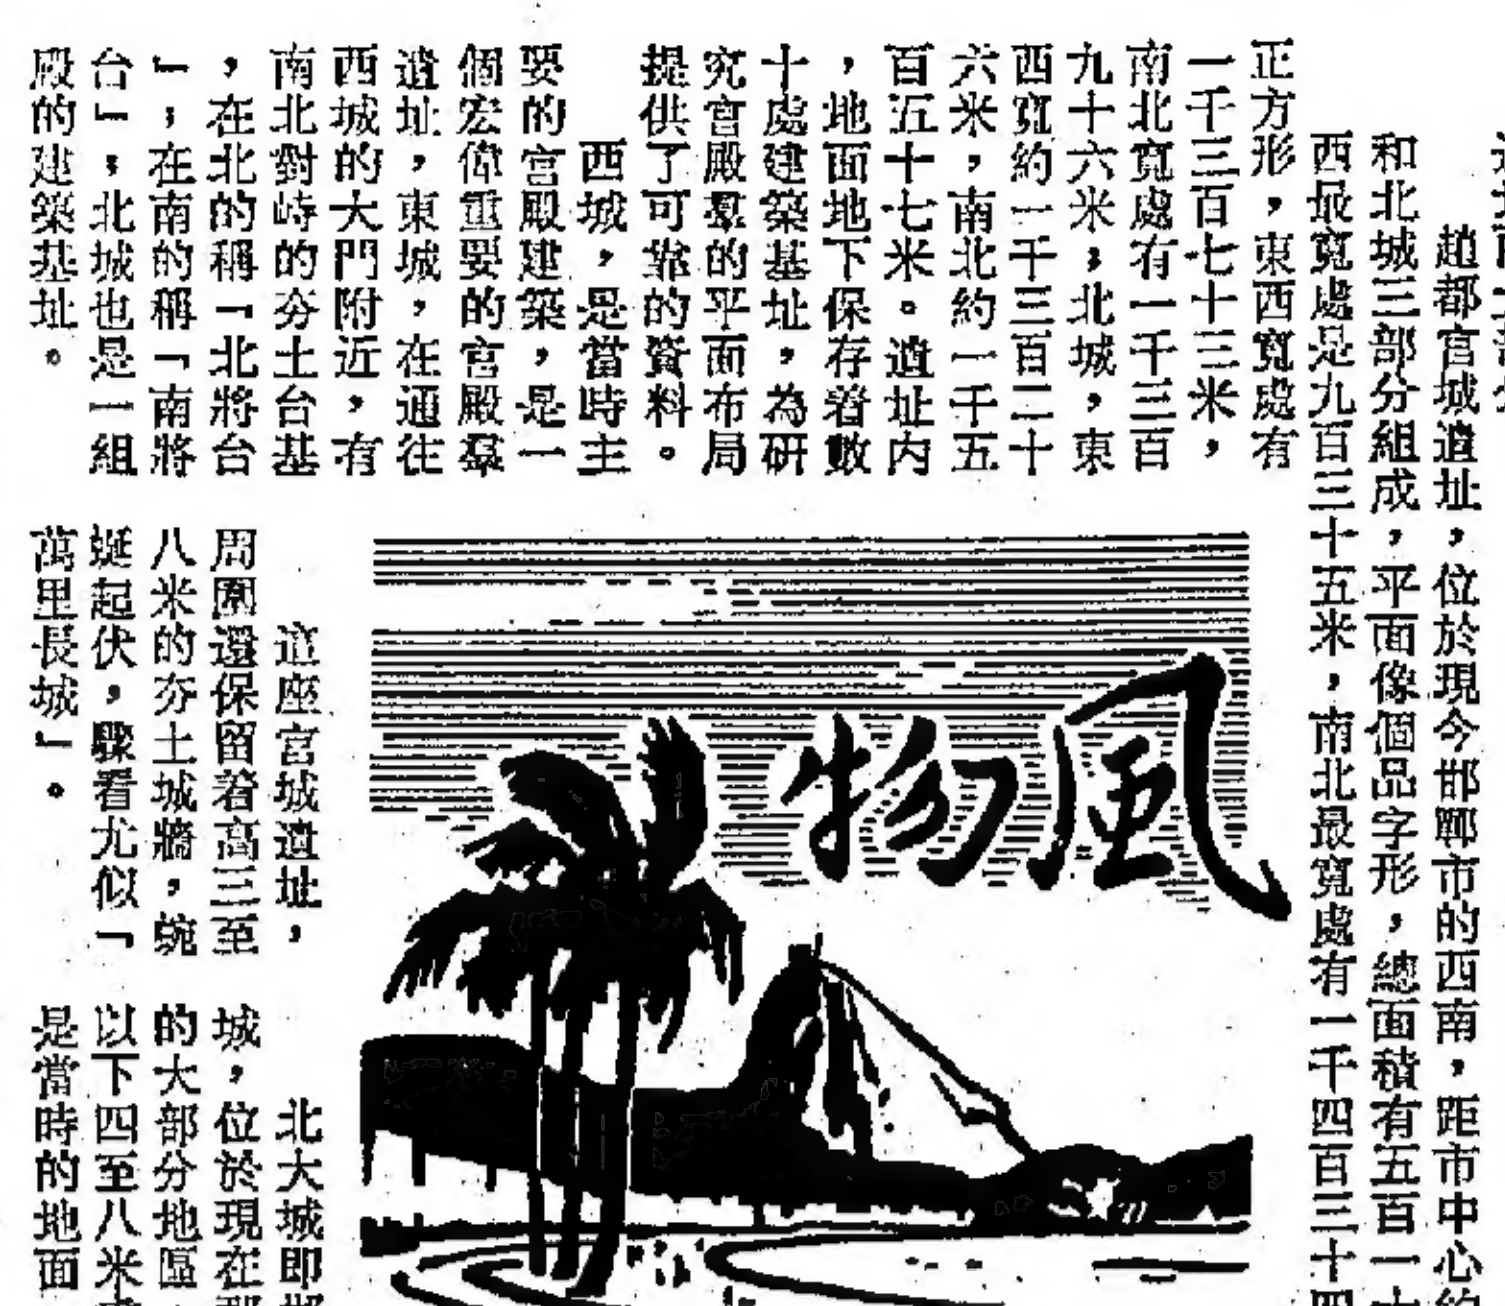 趙都宮城遺址，位於現今邯鄲市的西南，距市中心約
和北城三部分組成，平面像個品字形，總面積有五百一十
西最寬處是九百三十五米，南北最寬處有一千四百三十四
正方形，東西寬處有
一千三百七十三米，
南北寬處有一千三百
九十六米；北城，東
西寬約一千三百二十
六米，南北約一千五
百五十七米。遺址內
，地面地下保存着數
十處建築基址，為研
究宮殿羣的平面布局
提供了可靠的資料。
西城，是當時主
要的宮殿建築，是一
個宏偉重要的宮殿羣
遺址，東城，在通往
西城的大門附近，有
南北對峙的夯土台基
，在北的稱「北將台
」；在南的稱「南將
台」；北城也是一組
殿的建築基址。
風物
這座宮城遺址，
周圍還保留着高三至
八米的夯土城牆，蜿
蜒起伏，驟看尤似「
萬里長城」。
北大城即邯
城，位於現在
的大部分地區
以下四至八米
是當時的地面